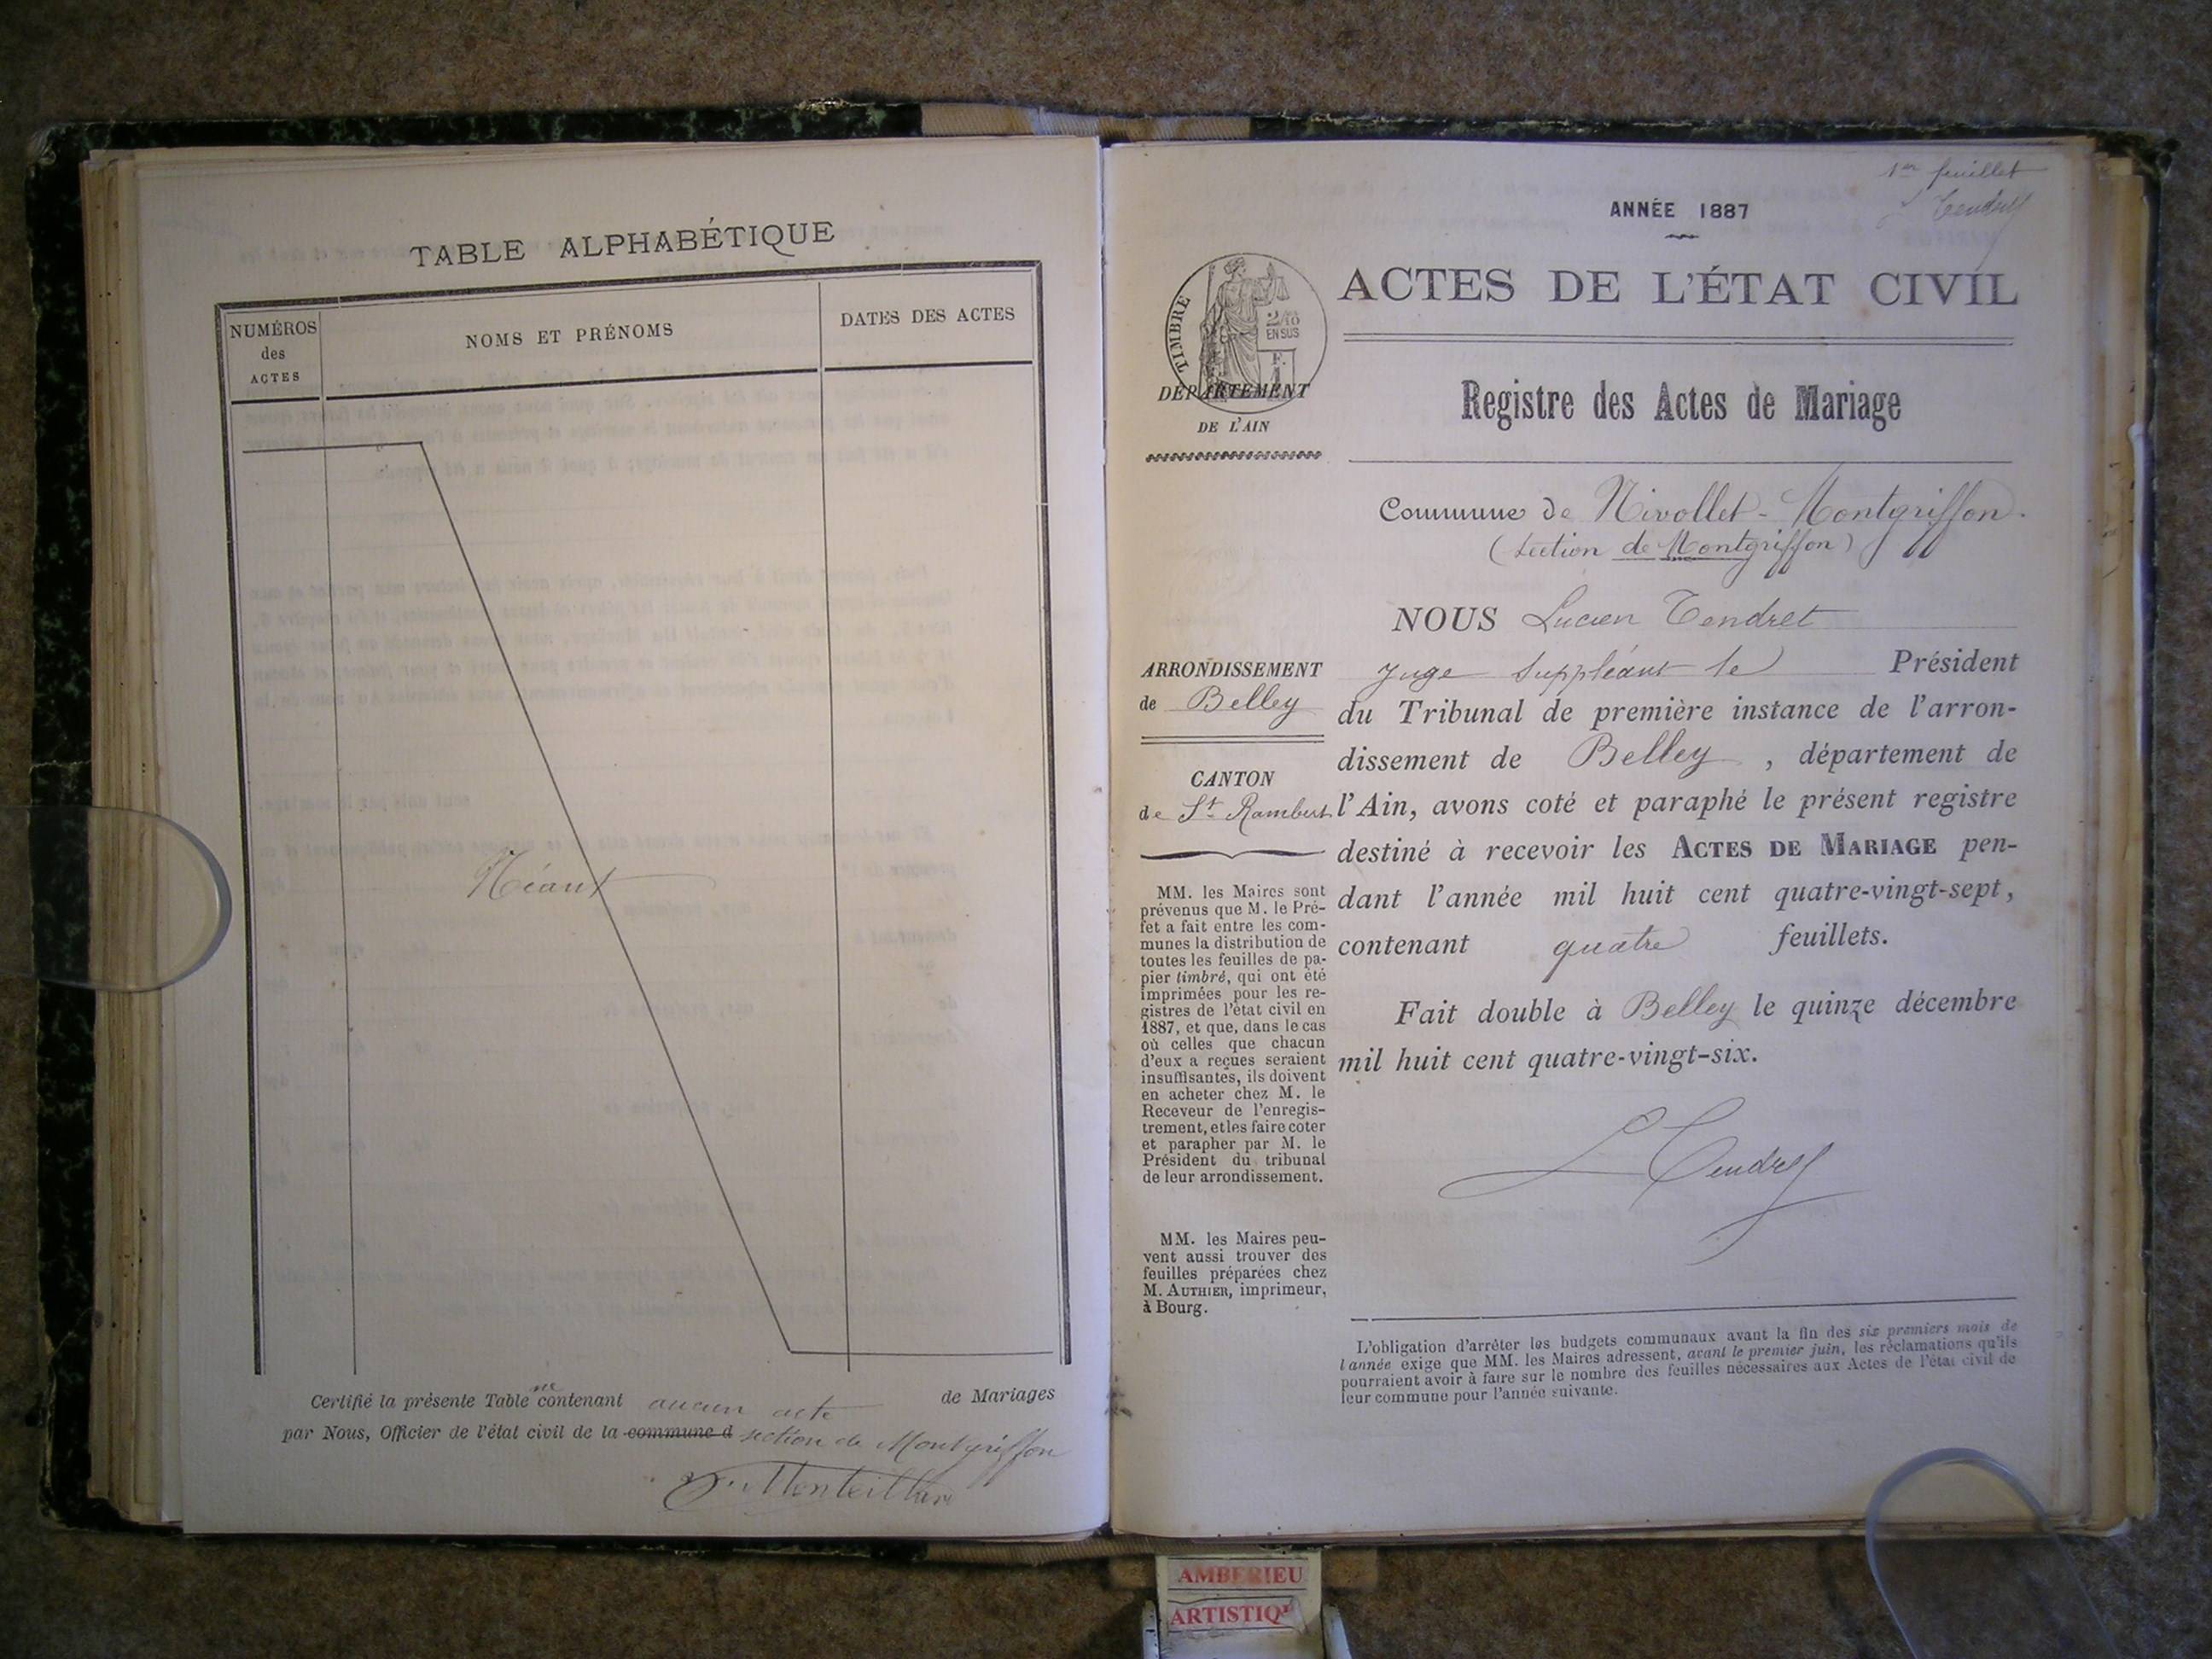 TABLE ALPHABÉTIQUE
NUMÉROS
des
ACTES
NOMS ET PRÉNOMS
DATES DES ACTES
Néant
Certifié la présente Table ne contenant aucun acte de Mariages
par Nous, Officier de l'état civil de la commune d section de Montgriffon
1er feuillet
L Tendret
ANNÉE 1887
ACTES DE L'ÉTAT CIVIL
TIMBRE
2/10
EN SUS
F.
1
DÉPARTEMENT
DE L'AIN
Registre des Actes de Mariage
Commune de Nivollet-Montgriffon.
(section de Montgriffon)
NOUS Lucien Tendret
juge suppléant le Président
du Tribunal de première instance de l'arron-
dissement de Belley, département de
l'Ain, avons coté et paraphé le présent registre
destiné à recevoir les ACTES DE MARIAGE pen-
dant l'année mil huit cent quatre-vingt-sept,
contenant quatre feuillets.
Fait double à Belley le quinze décembre
mil huit cent quatre-vingt-six.
L Tendret
ARRONDISSEMENT
de Belley
CANTON
de St Rambert
MM. les Maires sont
prévenus que M. le Pré-
fet a fait entre les com-
munes la distribution de
toutes les feuilles de pa-
pier timbré, qui ont été
imprimées pour les re-
gistres de l'état civil en
1887, et que, dans le cas
où celles que chacun
d'eux a reçues seraient
insuffisantes, ils doivent
en acheter chez M. le
Receveur de l'enregis-
trement, et les faire coter
et parapher par M. le
Président du tribunal
de leur arrondissement.
MM. les Maires peu-
vent aussi trouver des
feuilles préparées chez
M. AUTHIER, imprimeur,
à Bourg.
L'obligation d'arrêter les budgets communaux avant la fin des six premiers mois de
l'année exige que MM. les Maires adressent, avant le premier juin, les réclamations qu'ils
pourraient avoir à faire sur le nombre des feuilles nécessaires aux Actes de l'état civil de
leur commune pour l'année suivante.
AMBERIEU
ARTISTIQU